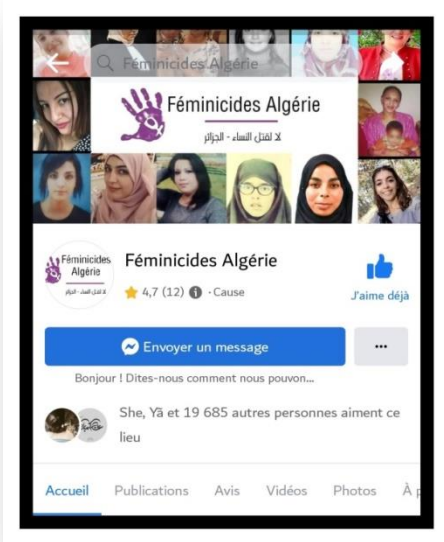 Féminicides Algérie
Féminicides Algérie
لا لقتل النساء - الجزائر
Féminicides
Algérie
لا لقتل النساء - الجزائر
Féminicides Algérie
4,7 (12) · Cause
J'aime déjà
Envoyer un message
Bonjour ! Dites-nous comment nous pouvon...
She, Yã et 19 685 autres personnes aiment ce
lieu
Accueil Publications Avis Vidéos Photos À p